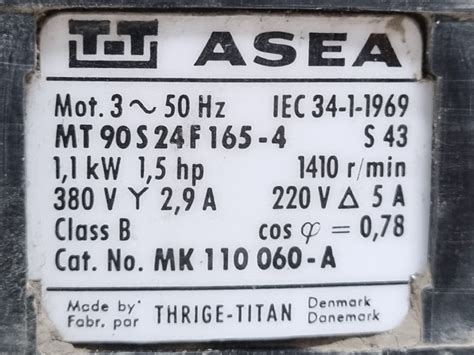 TT ASEA
Mot. 3~ 50 Hz IEC 34-1-1969
MT 90 S 24 F 165-4 S 43
1,1 kW 1,5 hp 1410 r/min
380 V Y 2,9 A 220 V Δ 5 A
Class B cos φ = 0,78
Cat. No. MK 110 060-A
Made by THRIGE-TITAN Denmark
Fabr. par Danemark